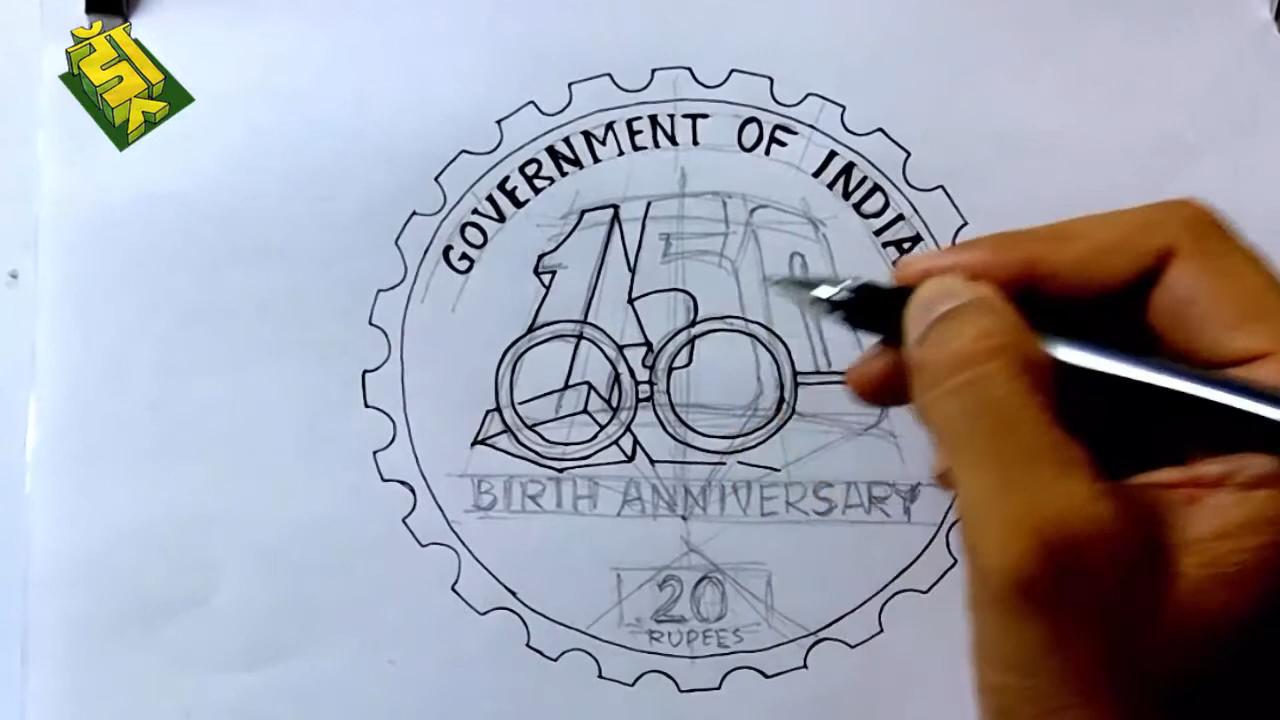 GOVERNMENT OF INDIA
150
BIRTH ANNIVERSARY
20
RUPEES